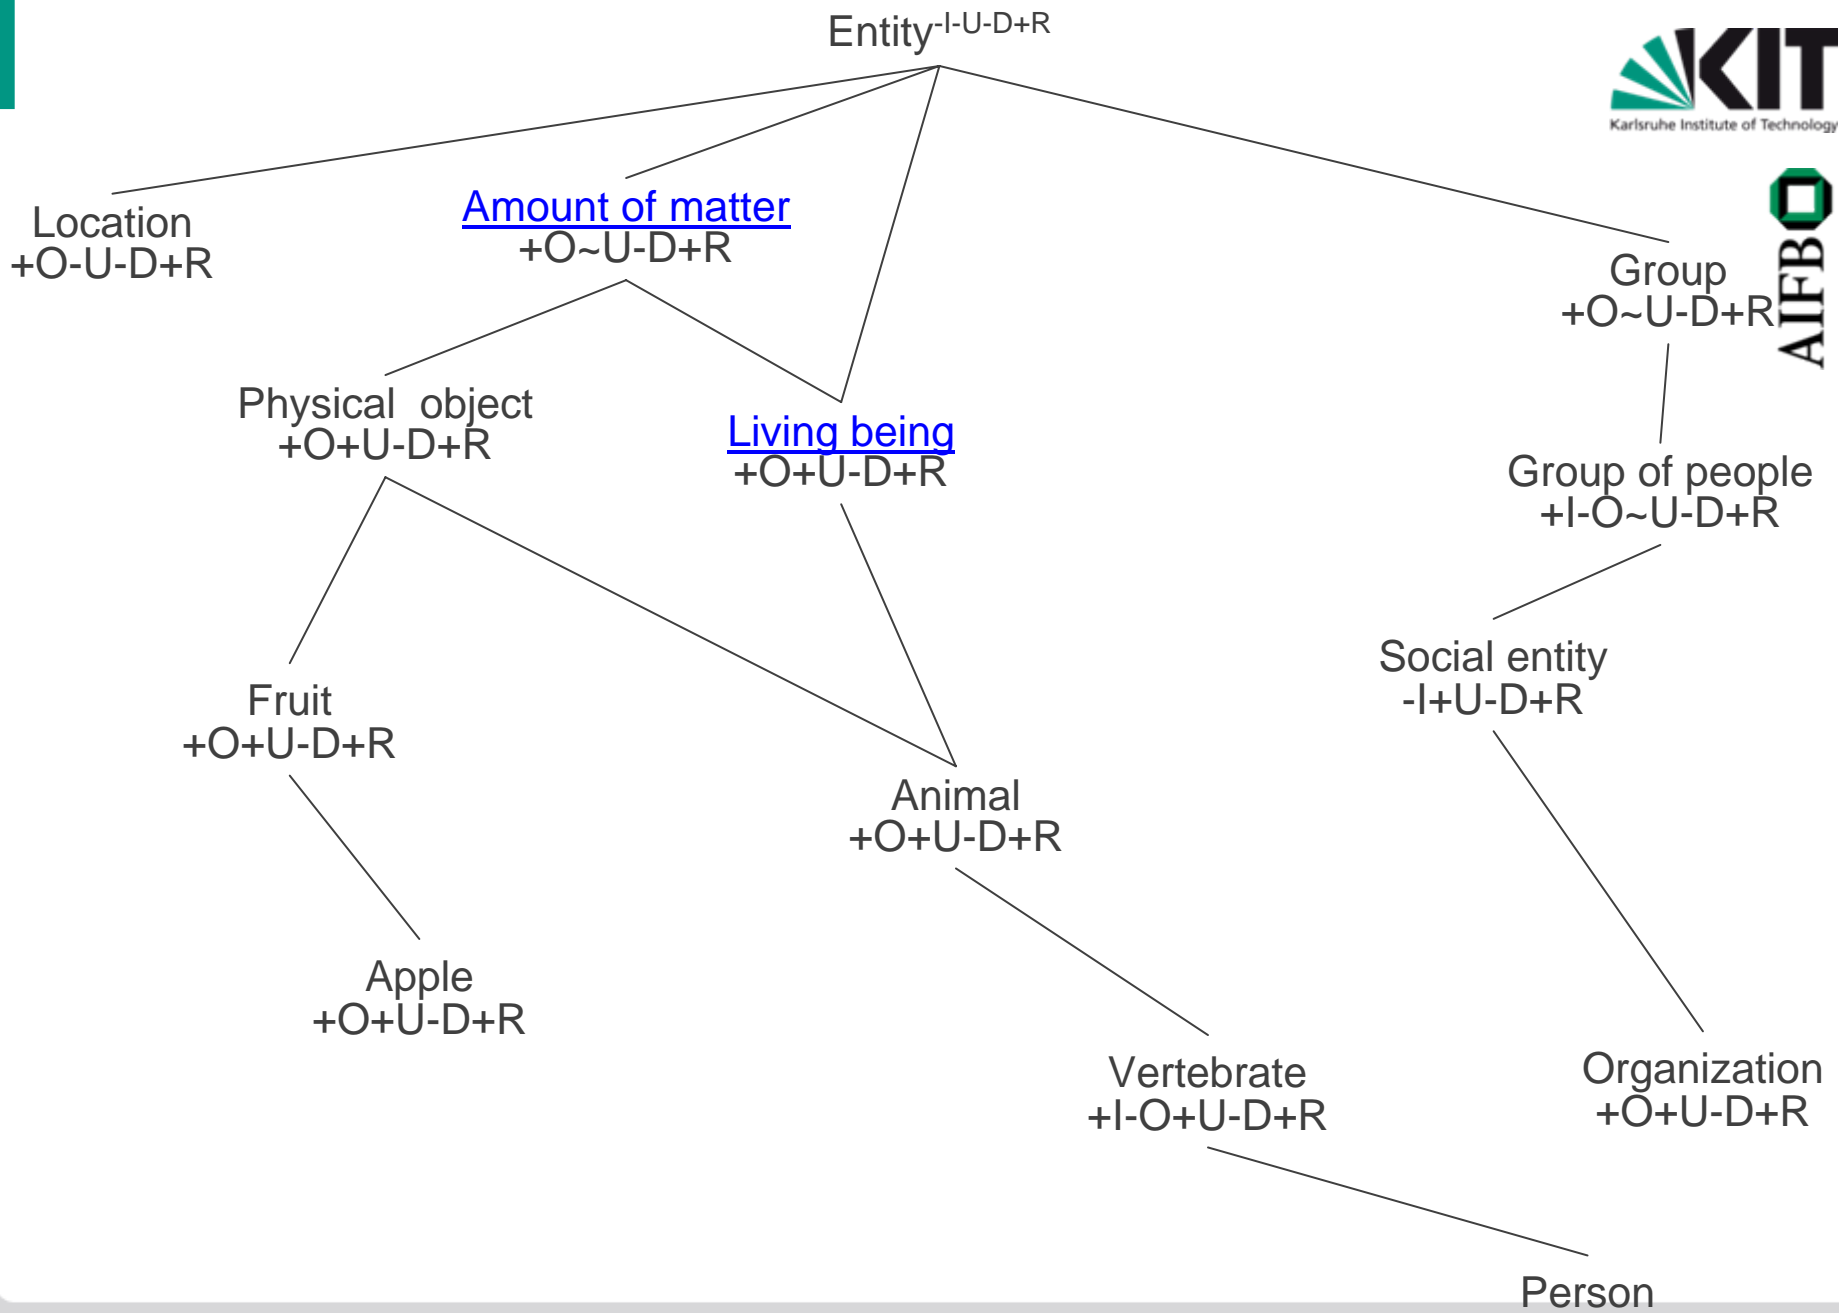 Entity-I-U-D+R
KIT
Karlsruhe Institute of Technology
AIFB
Location
+O-U-D+R
Amount of matter
+O~U-D+R
Group
+O~U-D+R
Physical object
+O+U-D+R
Living being
+O+U-D+R
Group of people
+I-O~U-D+R
Social entity
-I+U-D+R
Fruit
+O+U-D+R
Animal
+O+U-D+R
Apple
+O+U-D+R
Vertebrate
+I-O+U-D+R
Organization
+O+U-D+R
Person